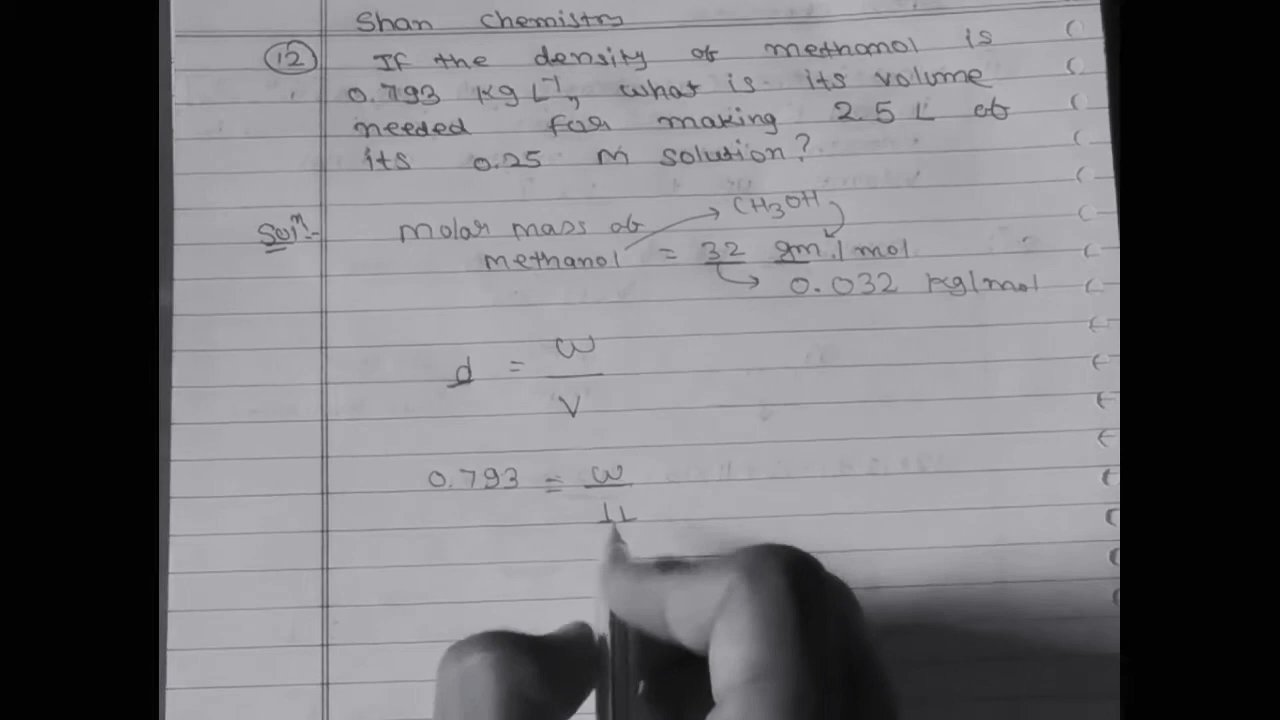 Shan Chemistry
12 If the density of methanol is
0.793 kg L⁻¹, what is its volume
needed for making 2.5 L of
its 0.25 M solution?
Solⁿ:- Molar mass of CH3OH
methanol = 32 gm/mol
0.032 kg/mol
d = w
V
0.793 = w
1L